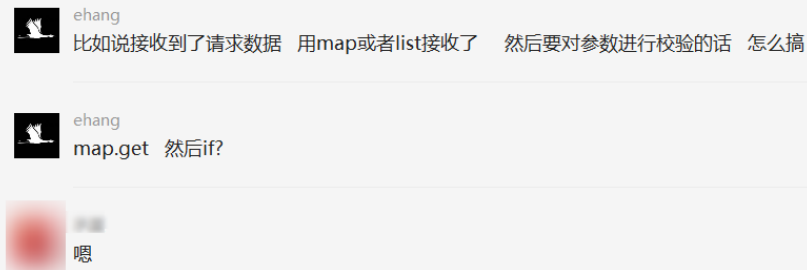 ehang
比如说接收到了请求数据 用map或者list接收了 然后要对参数进行校验的话 怎么搞
ehang
map.get 然后if?
嗯